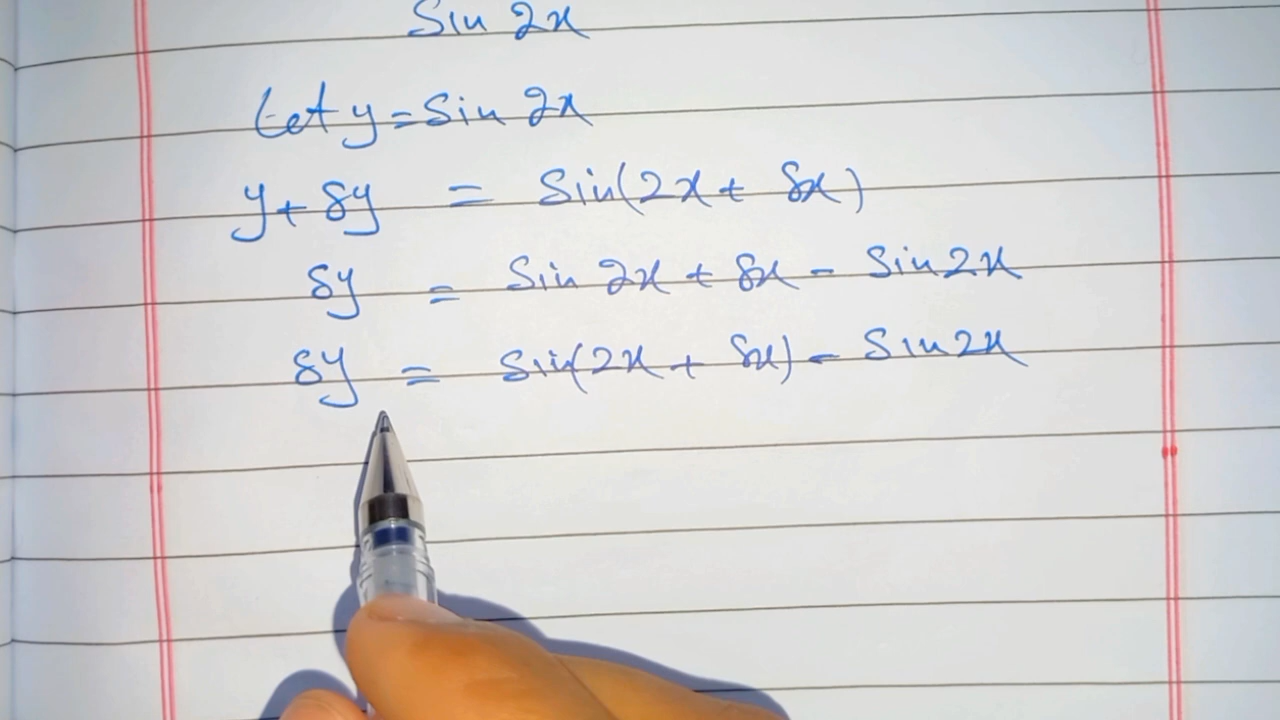 Sin 2x
Let y = Sin 2x
y + δy = Sin(2x + δx)
δy = Sin 2x + δx - Sin 2x
δy = Sin(2x + δx) - Sin 2x